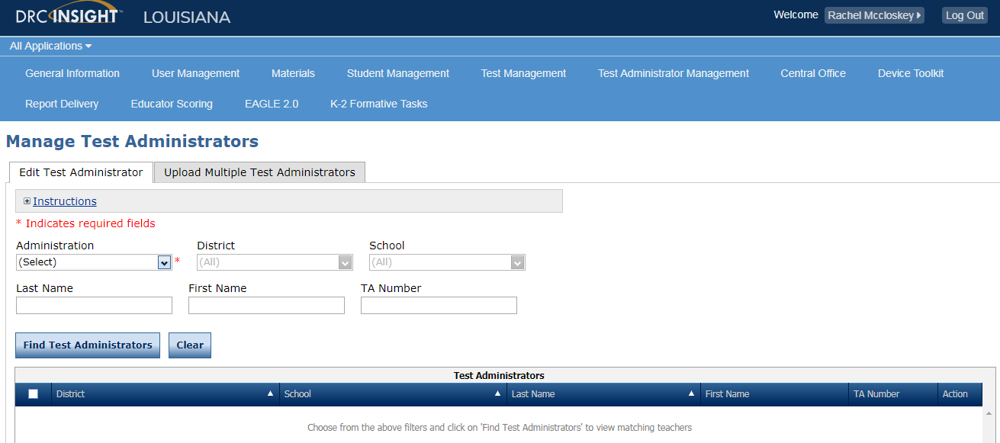 DRC INSIGHT™ LOUISIANA Welcome Rachel Mccloskey Log Out
All Applications
General Information User Management Materials Student Management Test Management Test Administrator Management Central Office Device Toolkit
Report Delivery Educator Scoring EAGLE 2.0 K-2 Formative Tasks
Manage Test Administrators
Edit Test Administrator Upload Multiple Test Administrators
Instructions
* Indicates required fields
Administration District School
(Select) * (All) (All)
Last Name First Name TA Number
Find Test Administrators Clear
Test Administrators
District School Last Name First Name TA Number Action
Choose from the above filters and click on 'Find Test Administrators' to view matching teachers